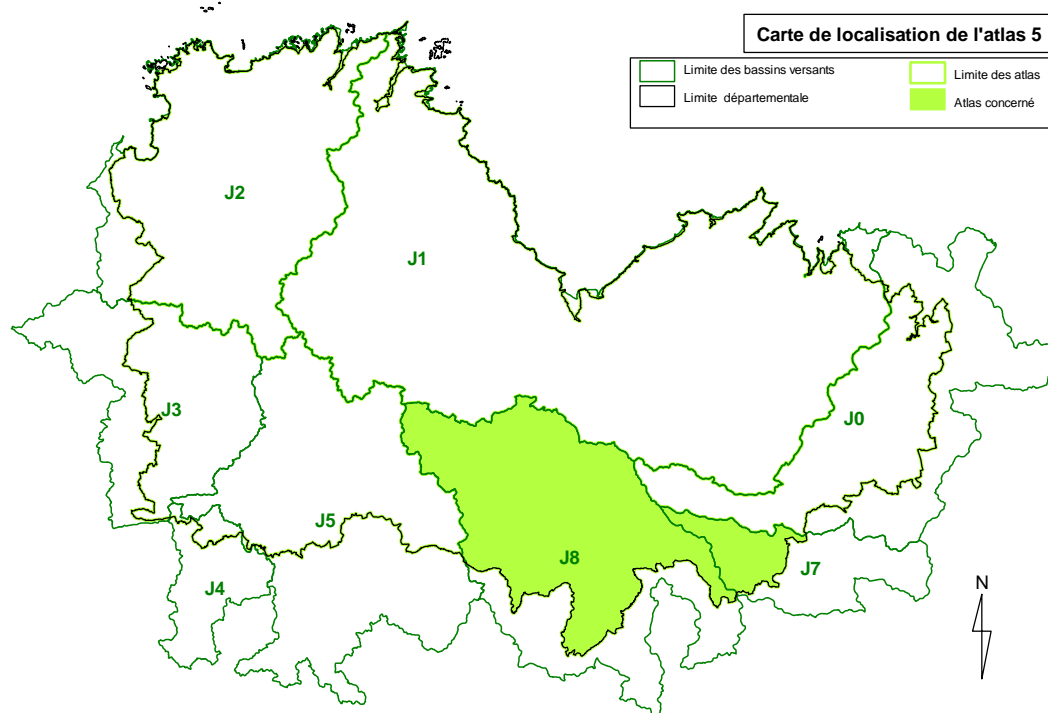 Carte de localisation de l'atlas 5
Limite des bassins versants
Limite des atlas
Limite départementale
Atlas concerné
J2
J1
J3
J0
J5
J8
J7
J4
N